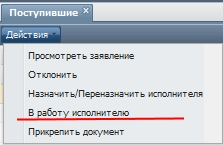 Поступившие ×
Действия
Просмотреть заявление
Отклонить
Назначить/Переназначить исполнителя
В работу исполнителю
Прикрепить документ